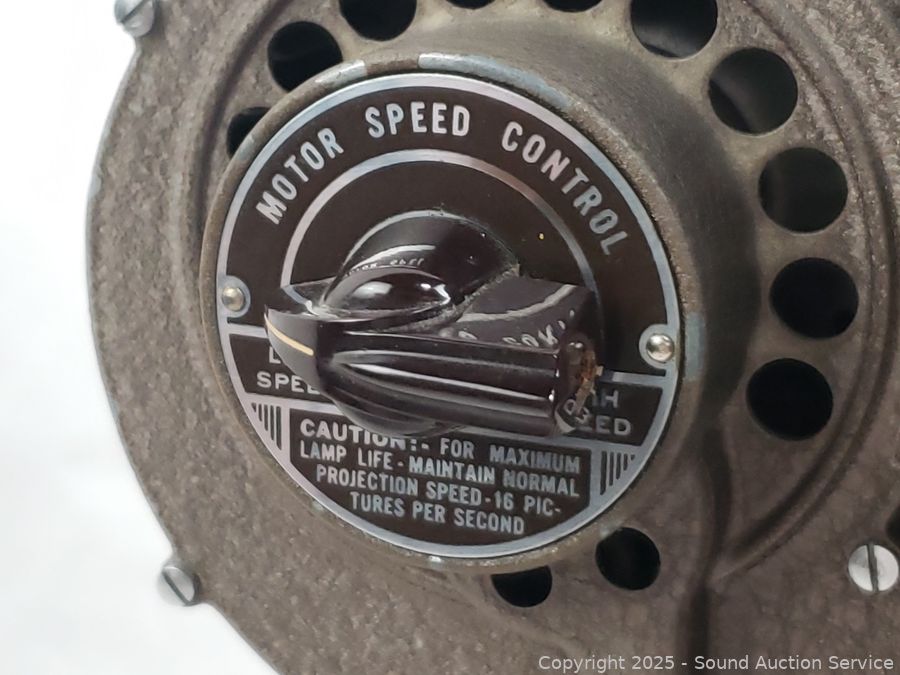 MOTOR SPEED CONTROL
CAUTION:- FOR MAXIMUM
LAMP LIFE - MAINTAIN NORMAL
PROJECTION SPEED-16 PIC-
TURES PER SECOND
Copyright © 2025 - Sound Auction Service